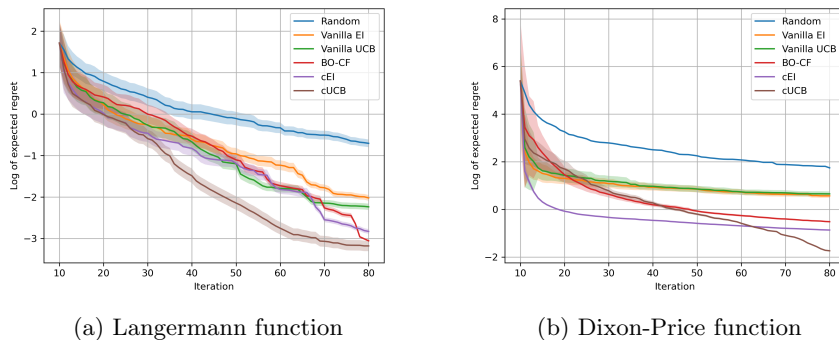 Random
Vanilla EI
Vanilla UCB
BO-CF
cEI
cUCB
Log of expected regret
2
1
0
−1
−2
−3
10 20 30 40 50 60 70 80
Iteration
(a) Langermann function
Random
Vanilla EI
Vanilla UCB
BO-CF
cEI
cUCB
Log of expected regret
8
6
4
2
0
−2
10 20 30 40 50 60 70 80
Iteration
(b) Dixon-Price function